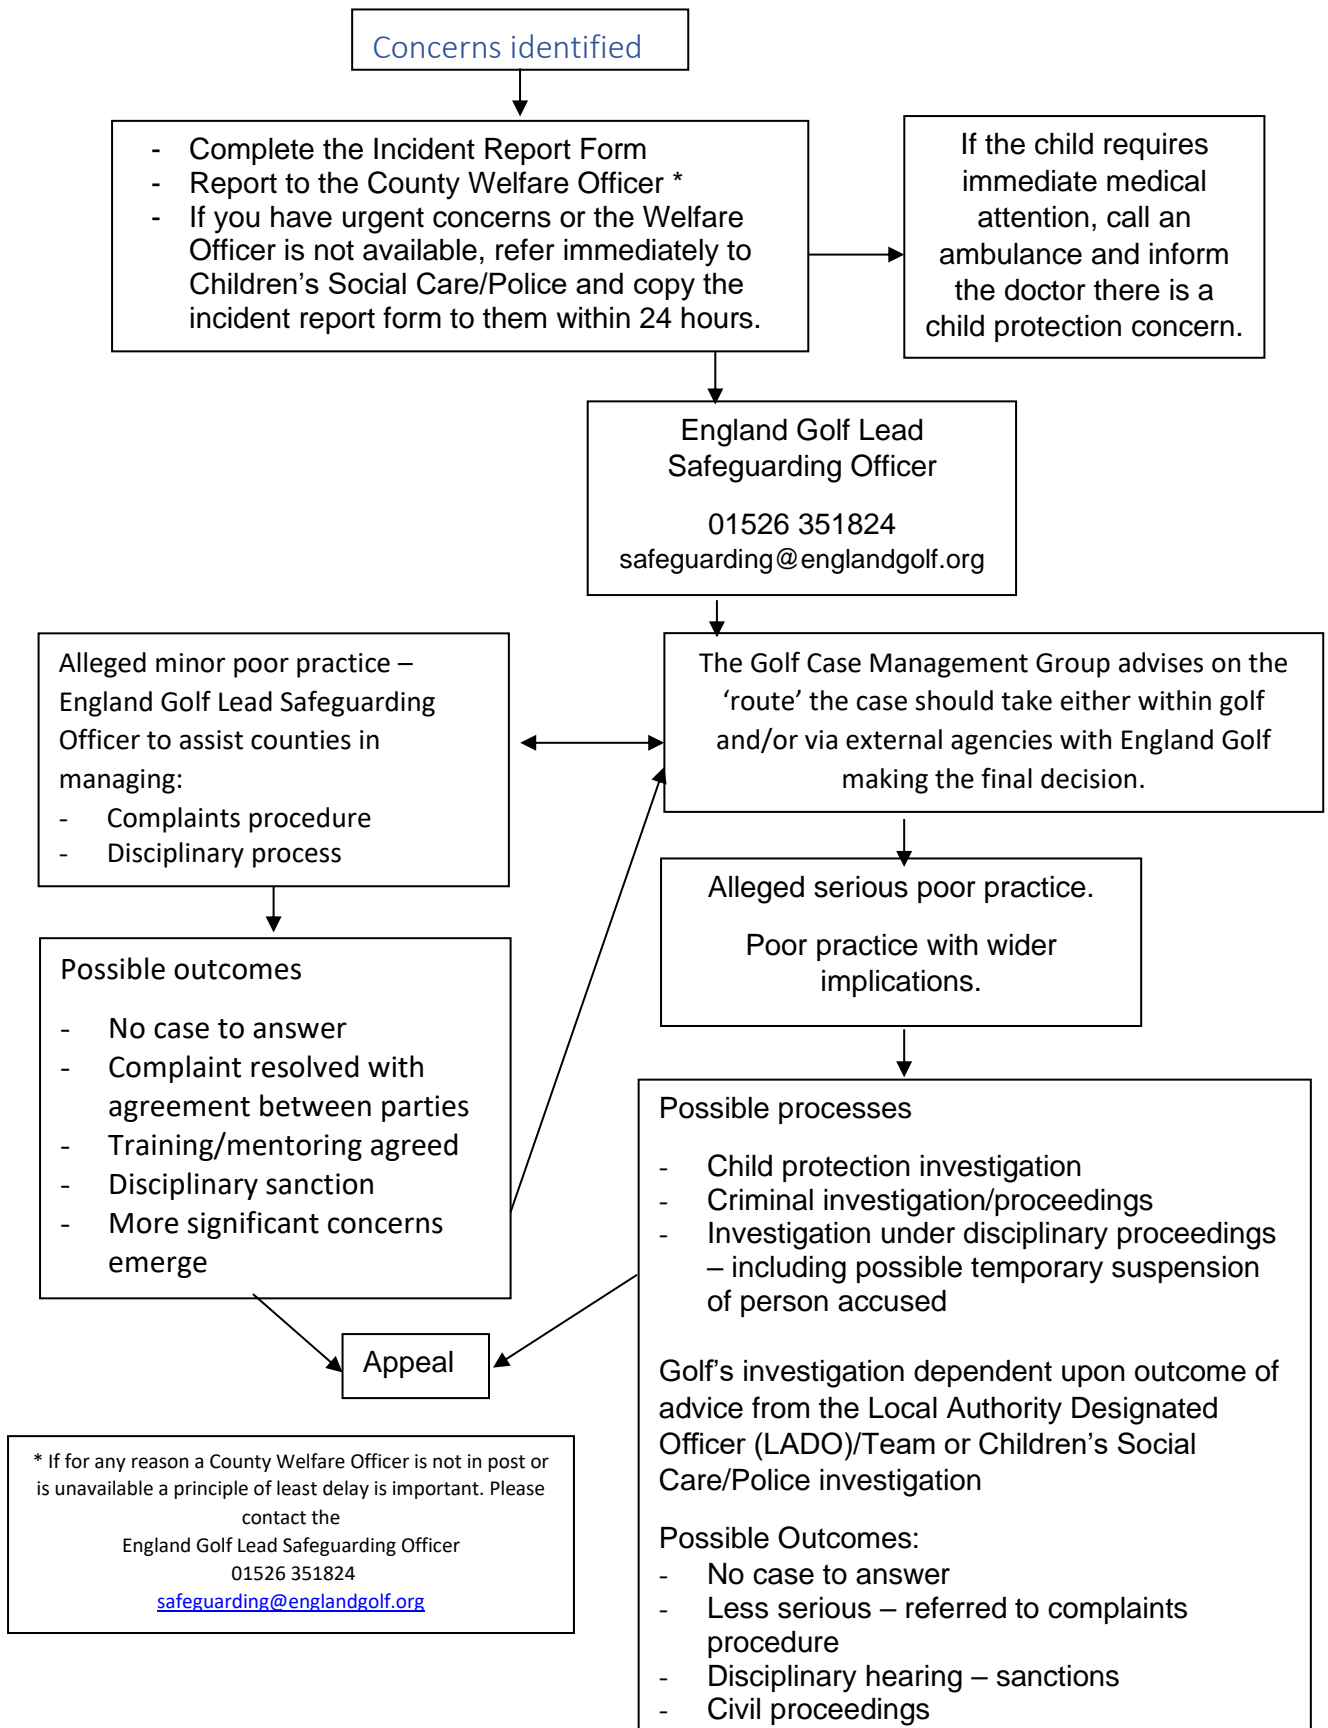 Concerns identified
- Complete the Incident Report Form
- Report to the County Welfare Officer *
- If you have urgent concerns or the Welfare
Officer is not available, refer immediately to
Children’s Social Care/Police and copy the
incident report form to them within 24 hours.
If the child requires
immediate medical
attention, call an
ambulance and inform
the doctor there is a
child protection concern.
England Golf Lead
Safeguarding Officer
01526 351824
safeguarding@englandgolf.org
Alleged minor poor practice –
England Golf Lead Safeguarding
Officer to assist counties in
managing:
- Complaints procedure
- Disciplinary process
The Golf Case Management Group advises on the
‘route’ the case should take either within golf
and/or via external agencies with England Golf
making the final decision.
Alleged serious poor practice.
Poor practice with wider
implications.
Possible outcomes
- No case to answer
- Complaint resolved with
agreement between parties
- Training/mentoring agreed
- Disciplinary sanction
- More significant concerns
emerge
Possible processes
- Child protection investigation
- Criminal investigation/proceedings
- Investigation under disciplinary proceedings
– including possible temporary suspension
of person accused
Golf’s investigation dependent upon outcome of
advice from the Local Authority Designated
Officer (LADO)/Team or Children’s Social
Care/Police investigation
Possible Outcomes:
- No case to answer
- Less serious – referred to complaints
procedure
- Disciplinary hearing – sanctions
- Civil proceedings
Appeal
* If for any reason a County Welfare Officer is not in post or
is unavailable a principle of least delay is important. Please
contact the
England Golf Lead Safeguarding Officer
01526 351824
safeguarding@englandgolf.org